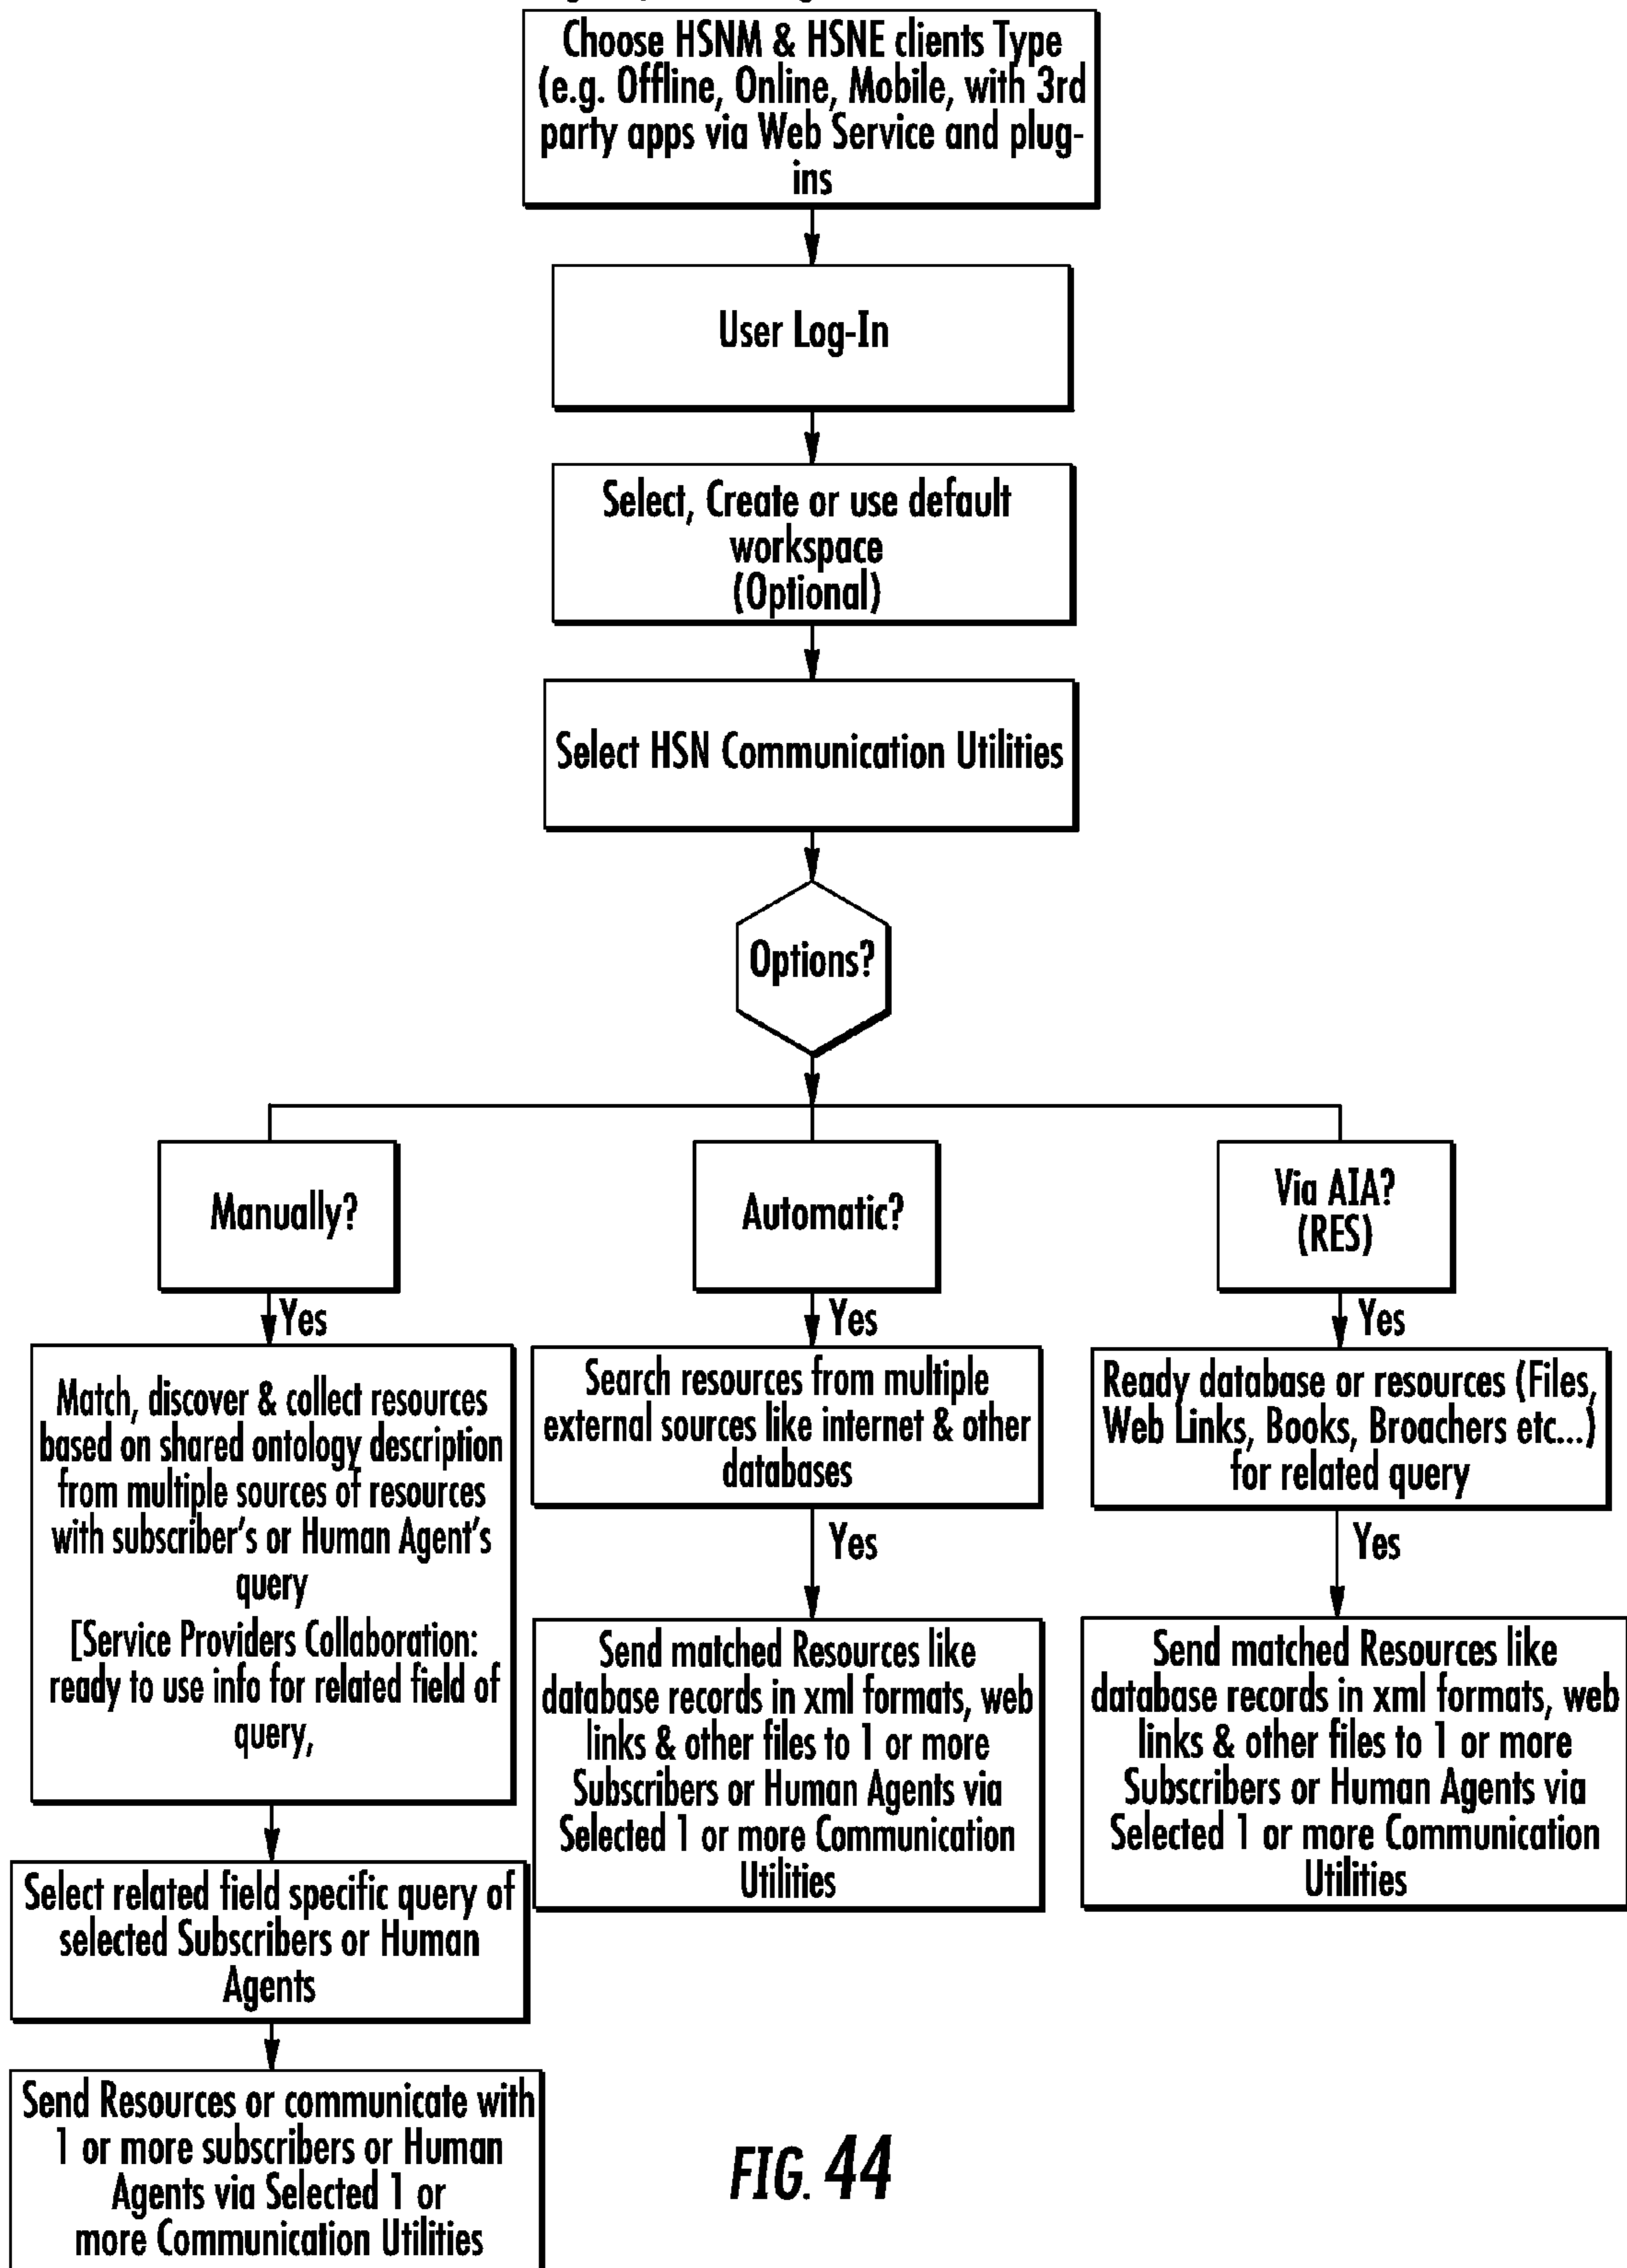 Choose HSNM & HSNE clients Type
(e.g. Offline, Online, Mobile, with 3rd
party apps via Web Service and plug-
ins
User Log-In
Select, Create or use default
workspace
(Optional)
Select HSN Communication Utilities
Options?
Manually?
Yes
Match, discover & collect resources
based on shared ontology description
from multiple sources of resources
with subscriber's or Human Agent's
query
[Service Providers Collaboration:
ready to use info for related field of
query,
Select related field specific query of
selected Subscribers or Human
Agents
Send Resources or communicate with
1 or more subscribers or Human
Agents via Selected 1 or
more Communication Utilities
Automatic?
Yes
Search resources from multiple
external sources like internet & other
databases
Yes
Send matched Resources like
database records in xml formats, web
links & other files to 1 or more
Subscribers or Human Agents via
Selected 1 or more Communication
Utilities
Via AIA?
(RES)
Yes
Ready database or resources (Files,
Web Links, Books, Broachers etc...)
for related query
Yes
Send matched Resources like
database records in xml formats, web
links & other files to 1 or more
Subscribers or Human Agents via
Selected 1 or more Communication
Utilities
FIG. 44